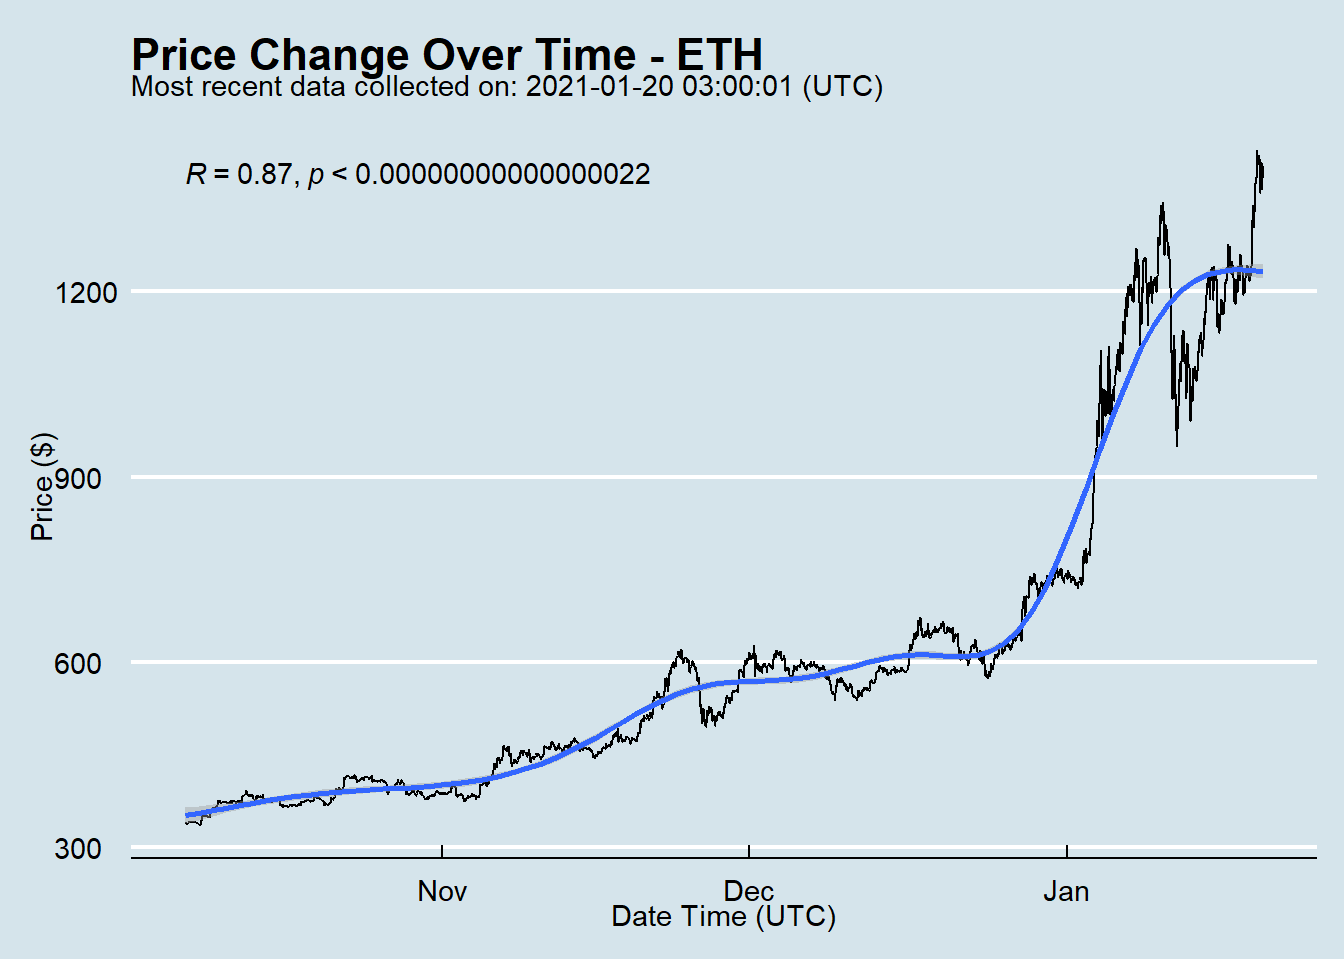 Price Change Over Time - ETH
Most recent data collected on: 2021-01-20 03:00:01 (UTC)
R = 0.87, p < 0.00000000000000022
1200
900
600
300
Price ($)
Nov
Dec
Jan
Date Time (UTC)